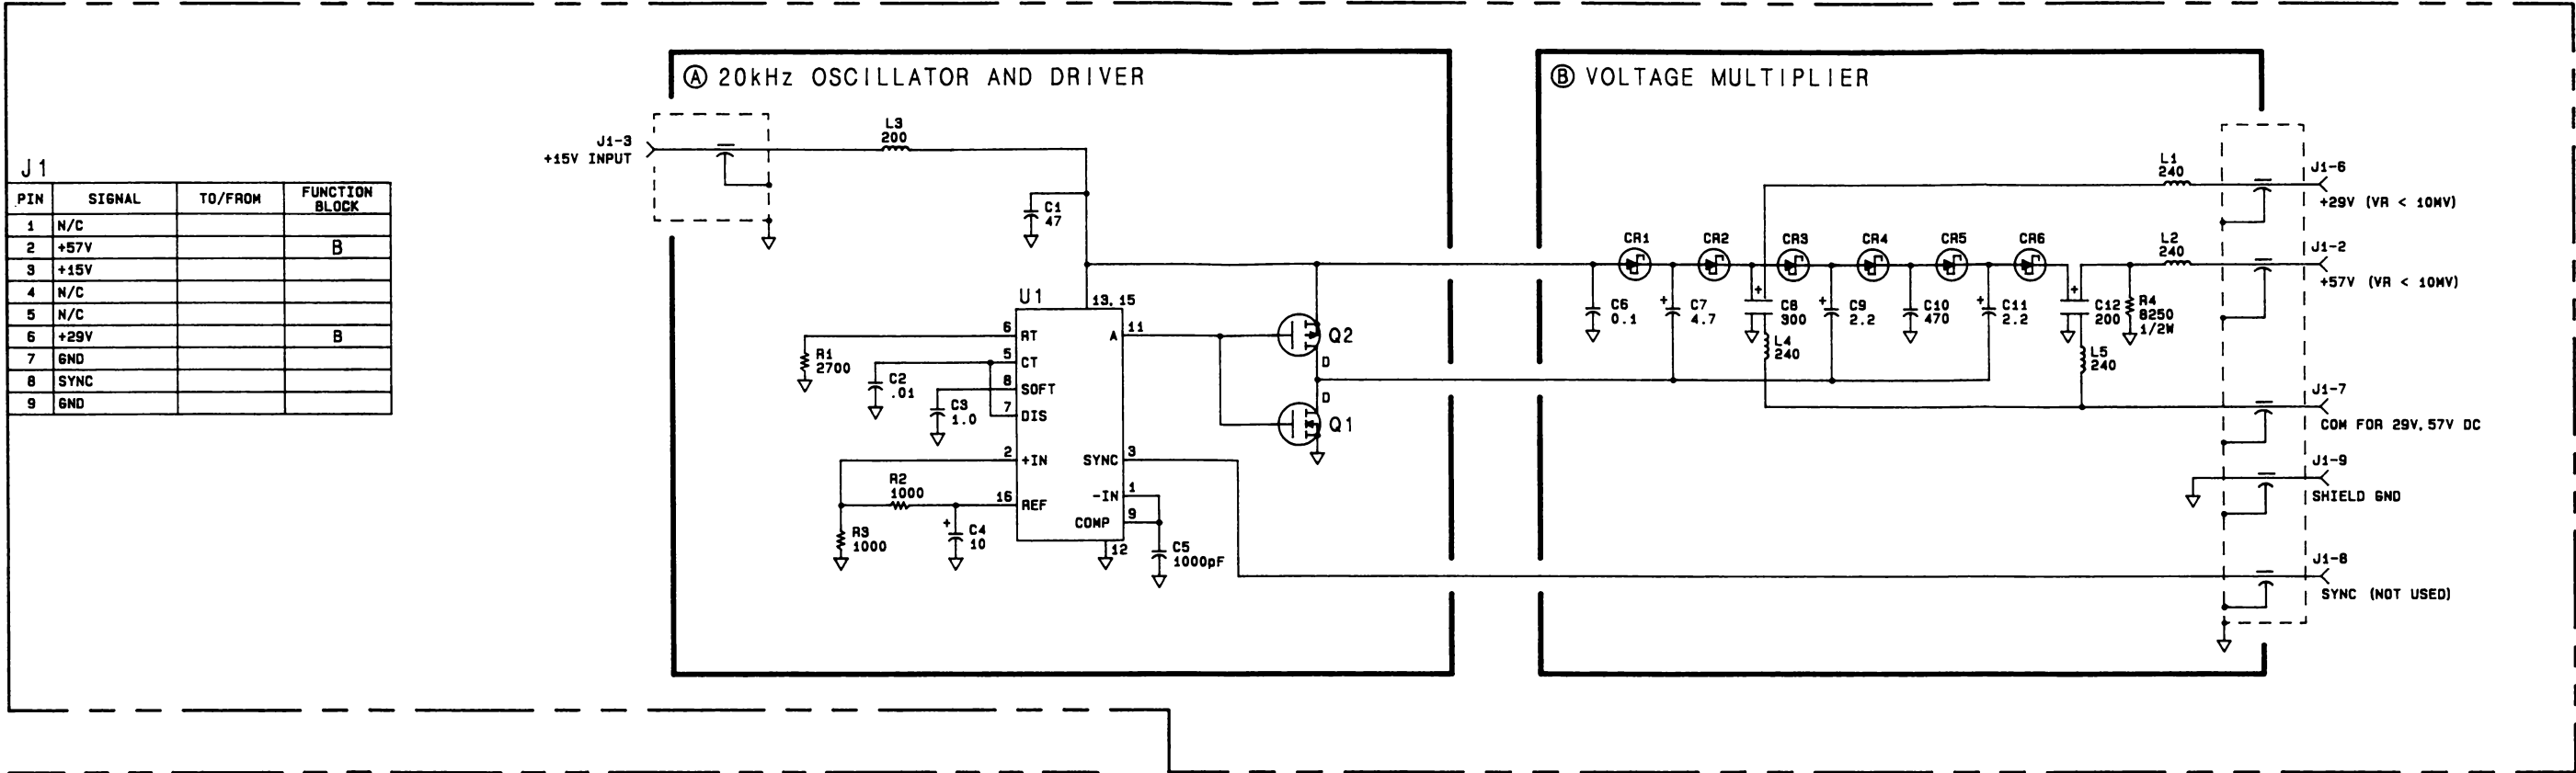 J1
PIN SIGNAL TO/FROM FUNCTION BLOCK
1 N/C
2 +57V B
3 +15V
4 N/C
5 N/C
6 +29V B
7 GND
8 SYNC
9 GND
A 20kHz OSCILLATOR AND DRIVER
J1-3
+15V INPUT
L3
200
C1
47
U1
13, 15
6 RT
5 CT
8 SOFT
7 DIS
2 +IN
16 REF
A 11
SYNC 3
-IN 1
COMP 9
12
R1
2700
C2
.01
C3
1.0
R2
1000
R3
1000
+
C4
10
C5
1000pF
Q2
D
D
Q1
B VOLTAGE MULTIPLIER
CR1
CR2
CR3
CR4
CR5
CR6
C6
0.1
+
C7
4.7
+
C8
300
+
C9
2.2
C10
470
+
C11
2.2
+
C12
200
R4
8250
1/2W
L4
240
L5
240
L1
240
L2
240
J1-6
+29V (VR < 10MV)
J1-2
+57V (VR < 10MV)
J1-7
COM FOR 29V, 57V DC
J1-9
SHIELD GND
J1-8
SYNC (NOT USED)